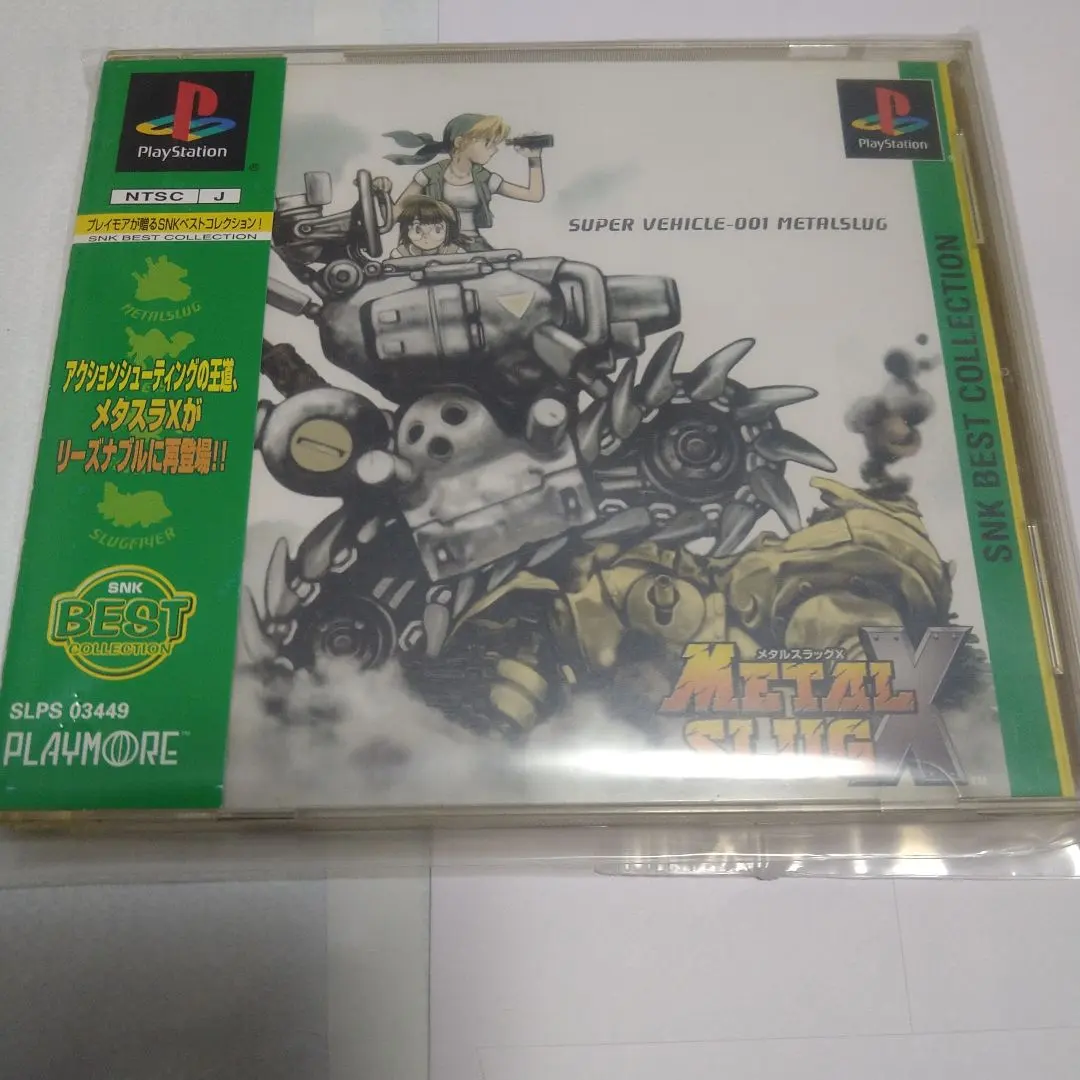 PlayStation
®
NTSC J
プレイモアが贈るSNKベストコレクション!
SNK BEST COLLECTION
METALSLUG
アクションシューティングの王道、
メタスラXが
リーズナブルに再登場!!
SLUGFLYER
SNK
BEST
COLLECTION
SLPS 03449
PLAYMORE™
SUPER VEHICLE-001 METALSLUG
メタルスラッグX
METAL
SLUG
X
™
PlayStation
SNK BEST COLLECTION